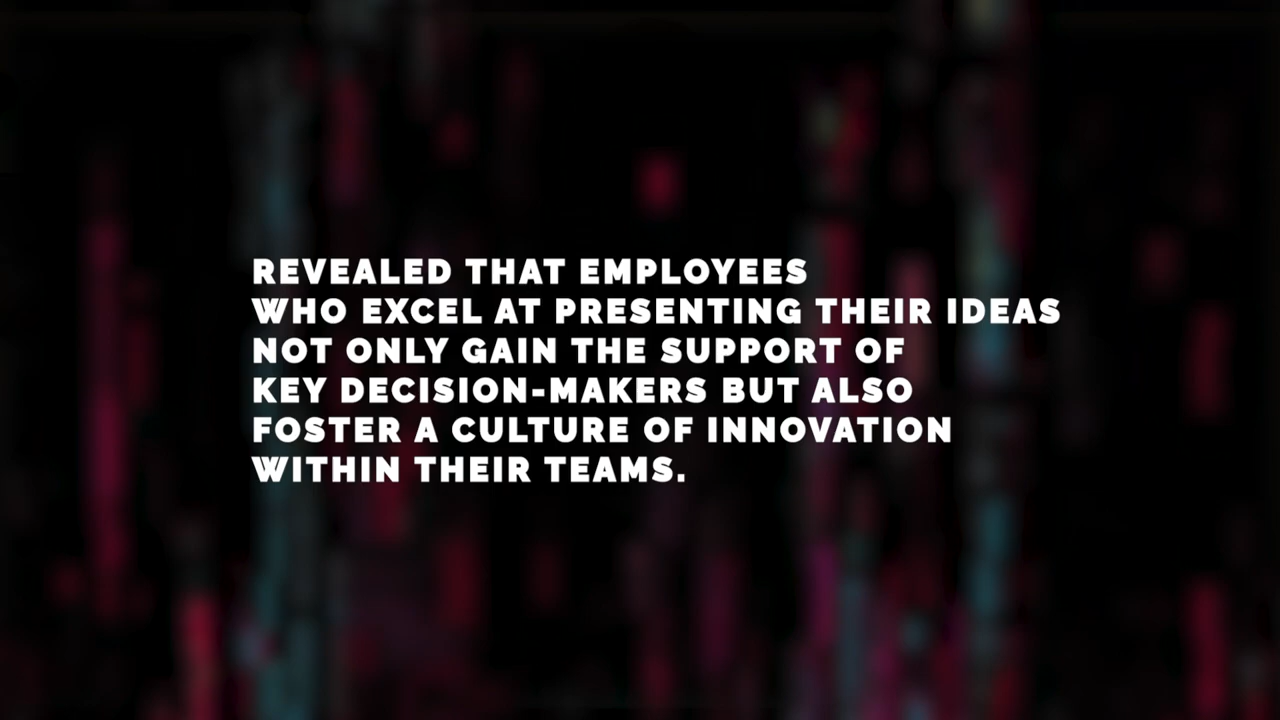 REVEALED THAT EMPLOYEES
WHO EXCEL AT PRESENTING THEIR IDEAS
NOT ONLY GAIN THE SUPPORT OF
KEY DECISION-MAKERS BUT ALSO
FOSTER A CULTURE OF INNOVATION
WITHIN THEIR TEAMS.